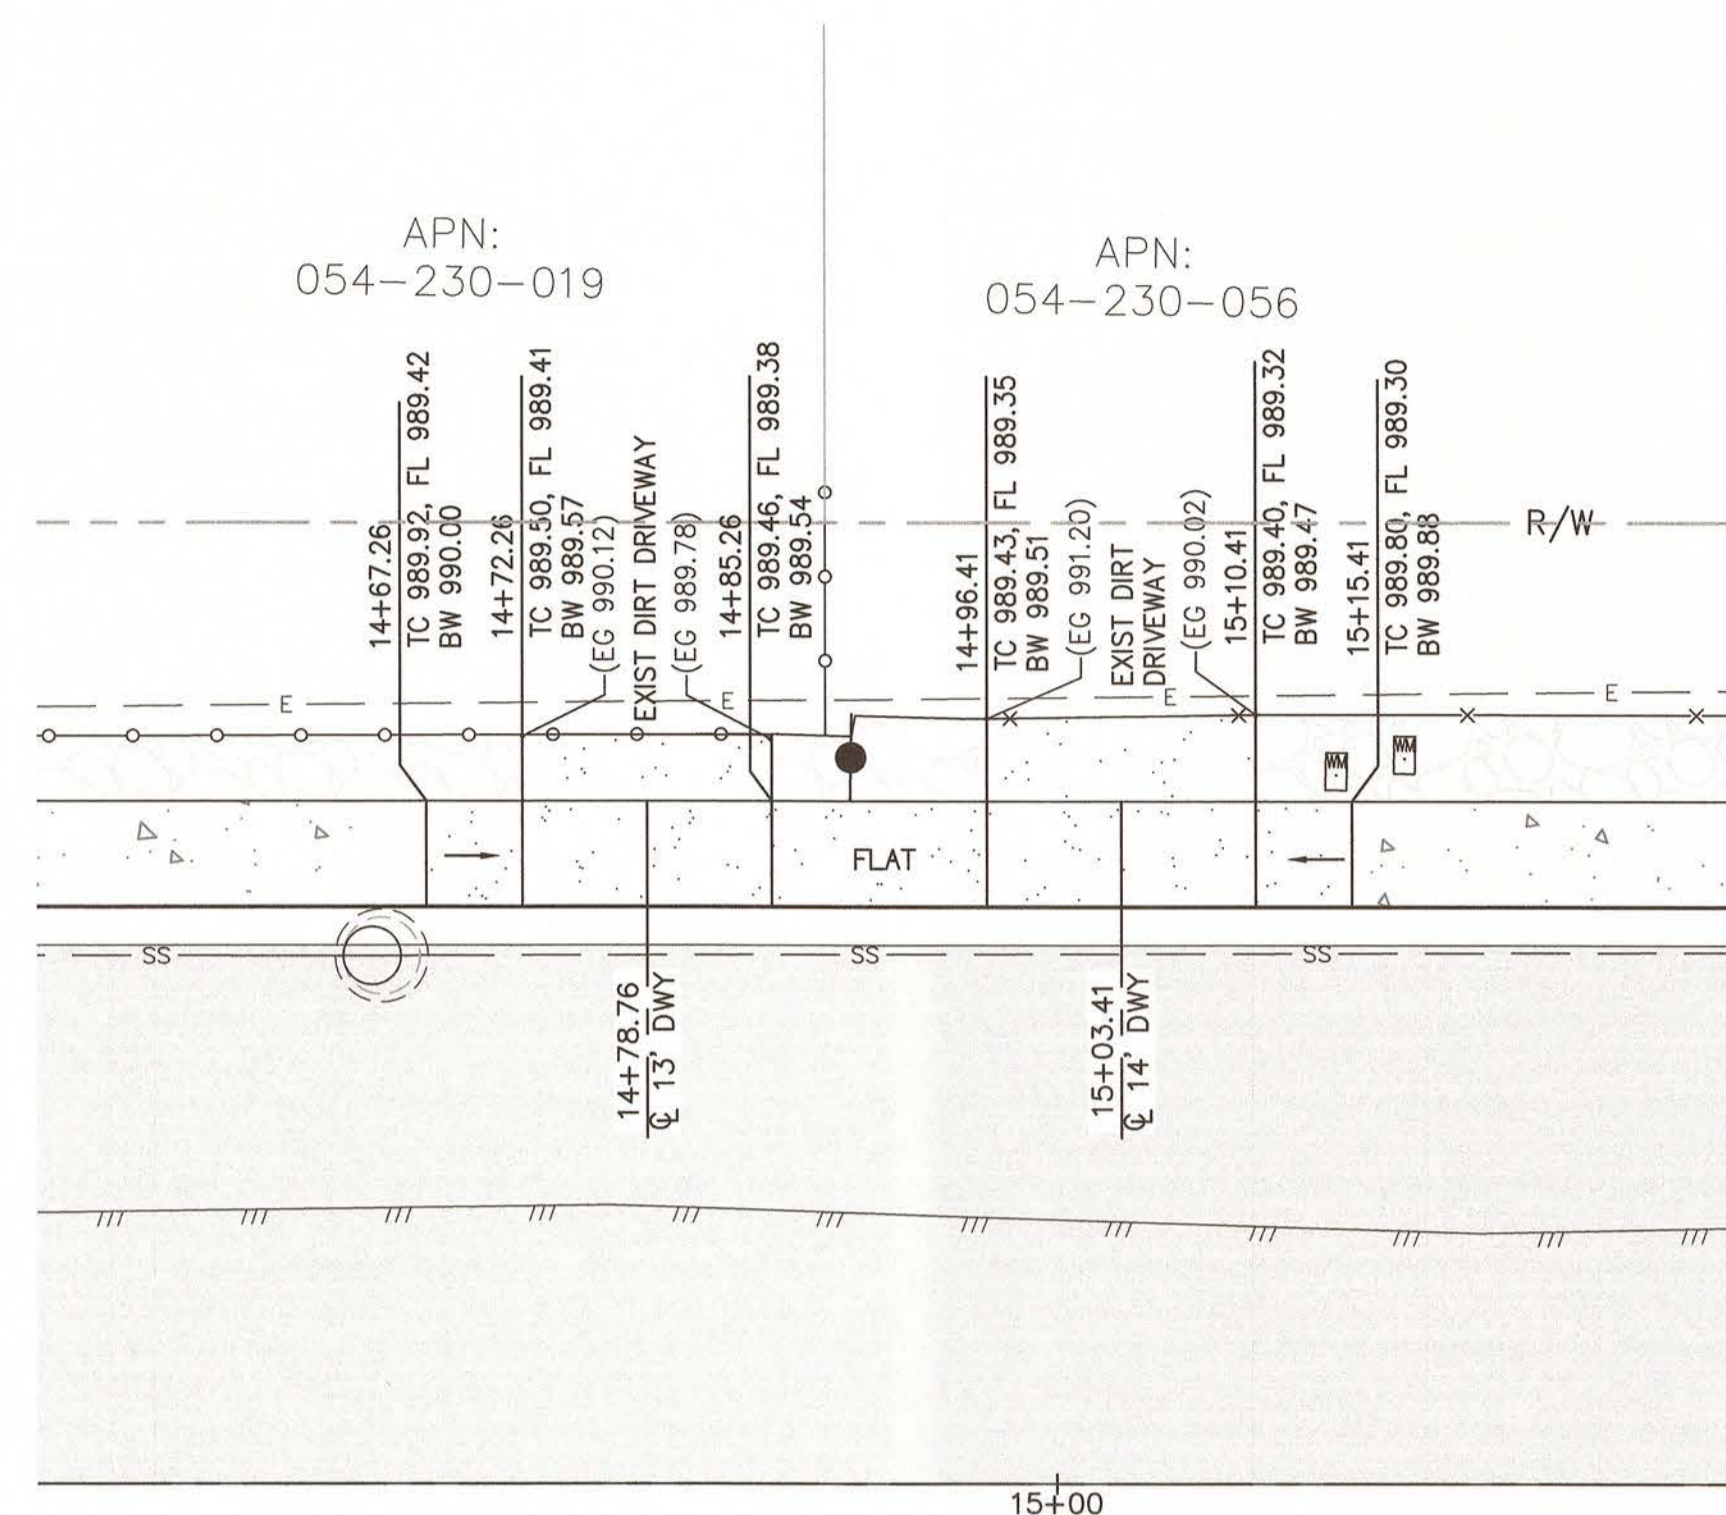 APN:
054-230-019
APN:
054-230-056
14+67.26
TC 989.92, FL 989.42
BW 990.00
14+72.26
TC 989.50, FL 989.41
BW 989.57
(EG 990.12)
EXIST DIRT DRIVEWAY
(EG 989.78)
14+85.26
TC 989.46, FL 989.38
BW 989.54
14+96.41
TC 989.43, FL 989.35
BW 989.51
(EG 991.20)
EXIST DIRT
DRIVEWAY
(EG 990.02)
15+10.41
TC 989.40, FL 989.32
BW 989.47
15+15.41
TC 989.80, FL 989.30
BW 989.88
R/W
E
E
E
E
WM
WM
FLAT
SS
SS
SS
14+78.76
℄ 13' DWY
15+03.41
℄ 14' DWY
15+00